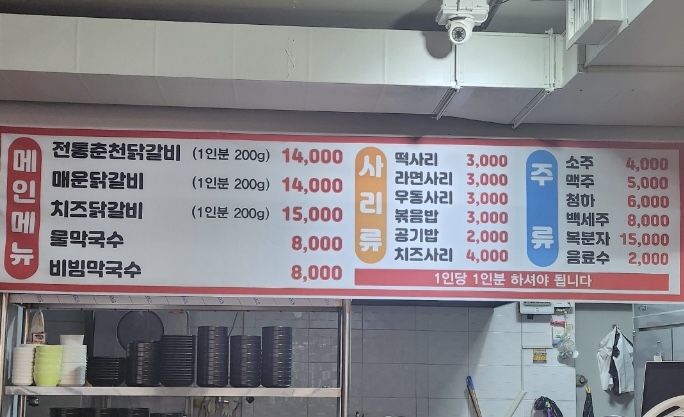 메인메뉴
전통춘천닭갈비 (1인분 200g) 14,000
매운닭갈비 (1인분 200g) 14,000
치즈닭갈비 (1인분 200g) 15,000
물막국수 8,000
비빔막국수 8,000
사리류
떡사리 3,000
라면사리 3,000
우동사리 3,000
볶음밥 3,000
공기밥 2,000
치즈사리 4,000
주류
소주 4,000
맥주 5,000
청하 6,000
백세주 8,000
복분자 15,000
음료수 2,000
1인당 1인분 하셔야 됩니다